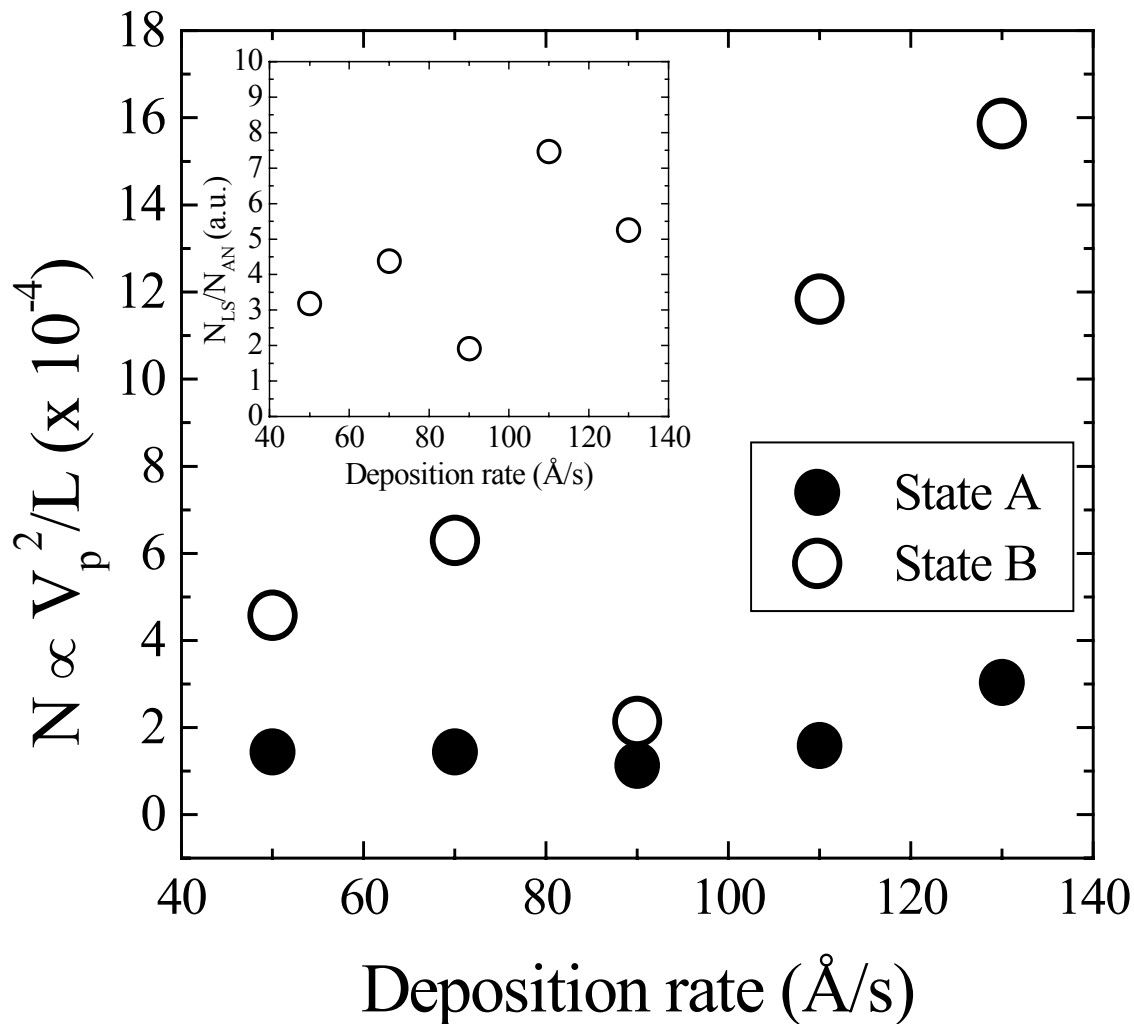 N ∝ V_p^2/L (x 10^-4)
18
16
14
12
10
8
6
4
2
0
N_LS/N_AN (a.u.)
10
9
8
7
6
5
4
3
2
1
0
40 60 80 100 120 140
Deposition rate (Å/s)
State A
State B
40 60 80 100 120 140
Deposition rate (Å/s)